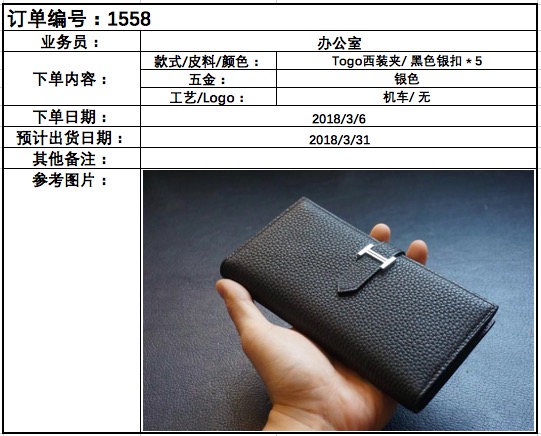 订单编号：1558
业务员： 办公室
下单内容： 款式/皮料/颜色： Togo西装夹/ 黑色银扣 * 5
五金： 银色
工艺/Logo： 机车/ 无
下单日期： 2018/3/6
预计出货日期： 2018/3/31
其他备注：
参考图片：